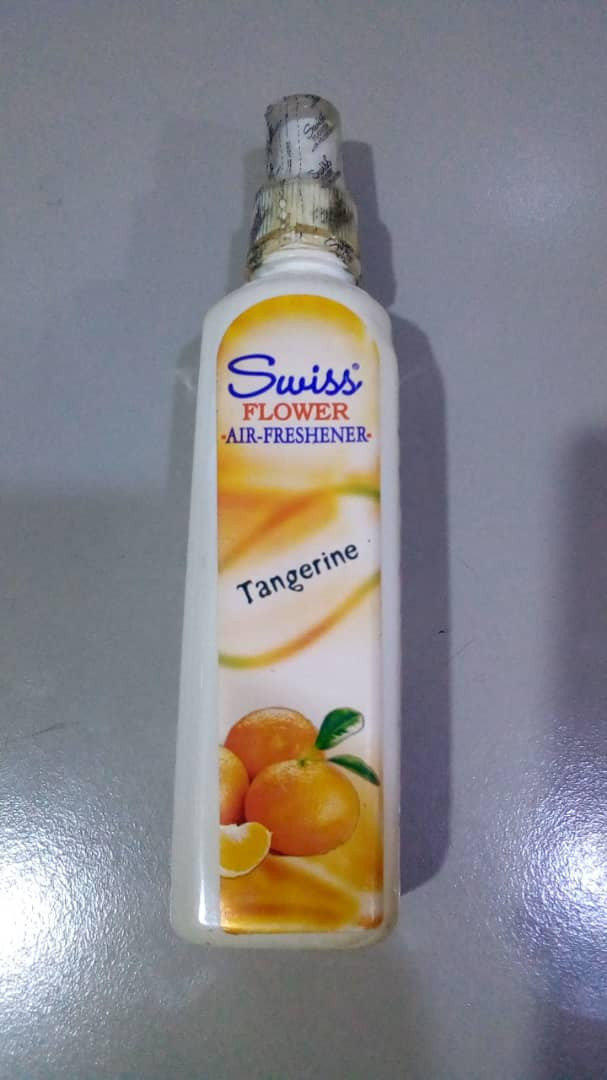 Swiss®
FLOWER
-AIR-FRESHENER-
Tangerine